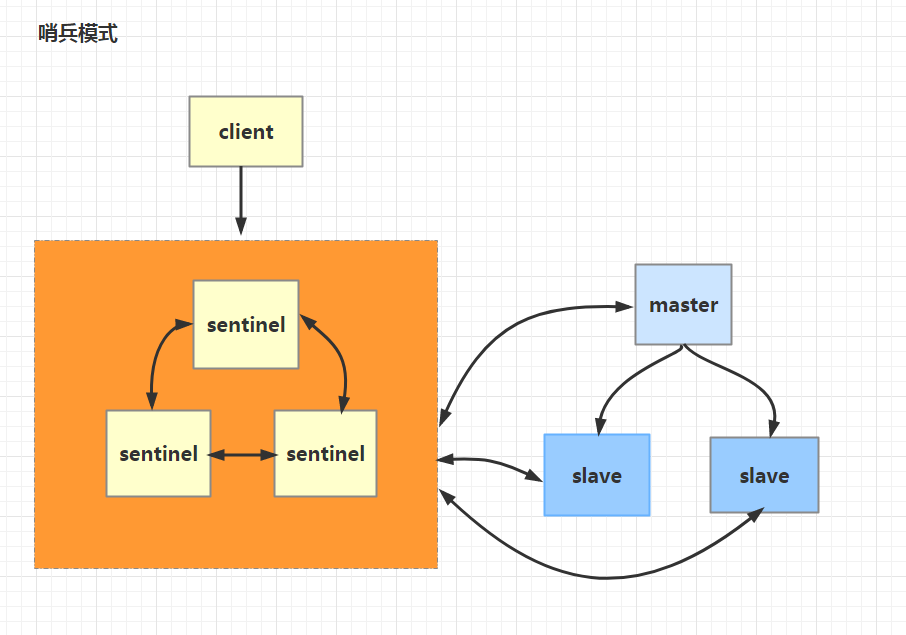 哨兵模式
client
sentinel
master
sentinel
sentinel
slave
slave